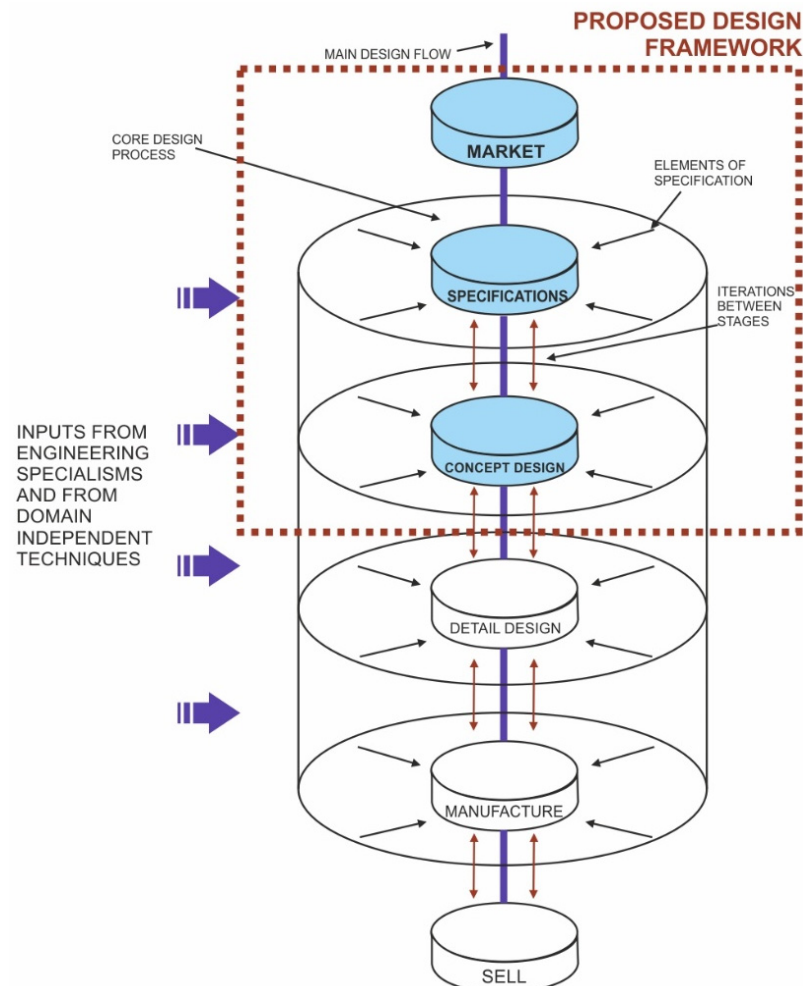 PROPOSED DESIGN
FRAMEWORK
MAIN DESIGN FLOW
MARKET
CORE DESIGN
PROCESS
ELEMENTS OF
SPECIFICATION
SPECIFICATIONS
ITERATIONS
BETWEEN
STAGES
INPUTS FROM
ENGINEERING
SPECIALISMS
AND FROM
DOMAIN
INDEPENDENT
TECHNIQUES
CONCEPT DESIGN
DETAIL DESIGN
MANUFACTURE
SELL